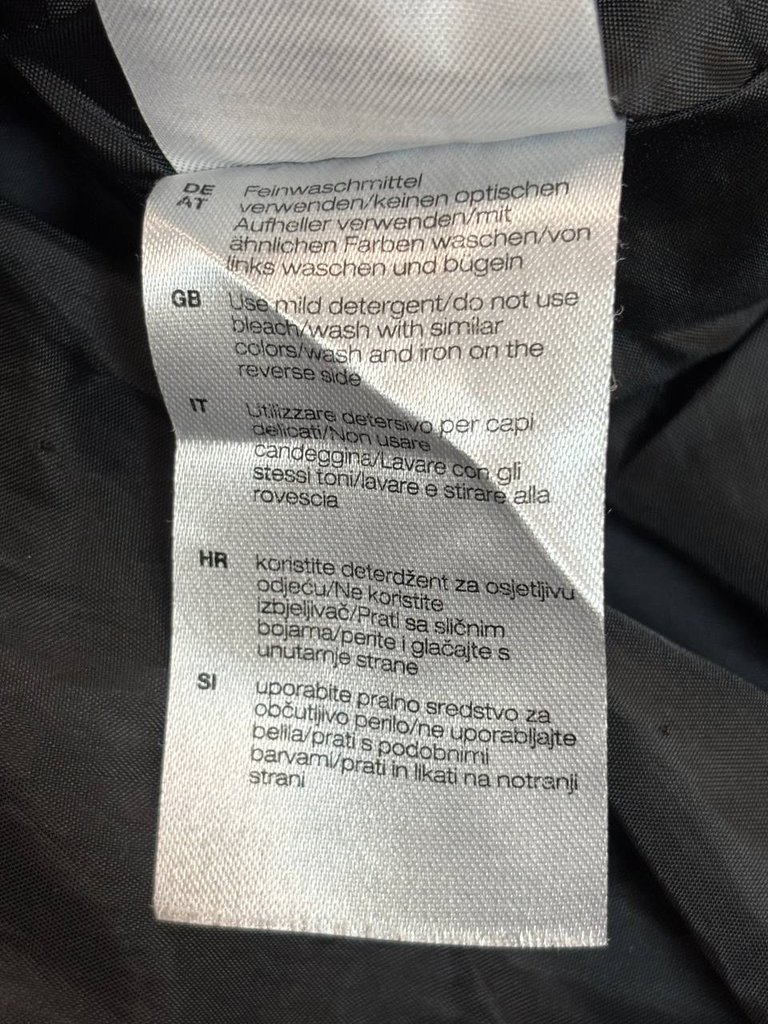 DE
AT
Feinwaschmittel
verwenden/keinen optischen
Aufheller verwenden/mit
ähnlichen Farben waschen/von
links waschen und bügeln
GB Use mild detergent/do not use
bleach/wash with similar
colors/wash and iron on the
reverse side
IT Utilizzare detersivo per capi
delicati/Non usare
candeggina/Lavare con gli
stessi toni/lavare e stirare alla
rovescia
HR koristite deterdžent za osjetljivu
odjeću/Ne koristite
izbjeljivač/Prati sa sličnim
bojama/perite i glačajte s
unutarnje strane
SI uporabite pralno sredstvo za
občutljivo perilo/ne uporabljajte
belila/prati s podobnimi
barvami/prati in likati na notranji
strani